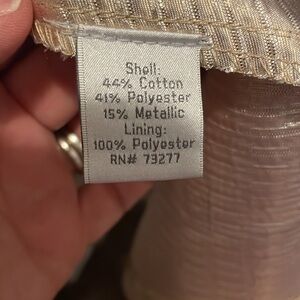 Shell:
44% Cotton
41% Polyester
15% Metallic
Lining:
100% Polyester
RN# 73277